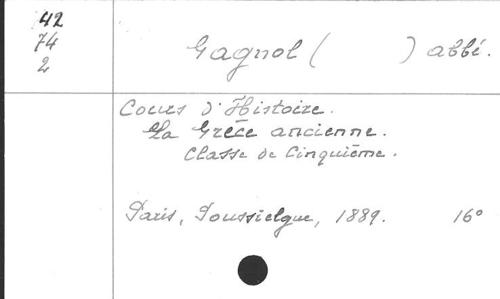 42
74
2
Gagnol ( ) abbé.
Cours d'Histoire.
La Grèce ancienne.
Classe de Cinquième.
Paris, Poussielgue, 1889. 16°